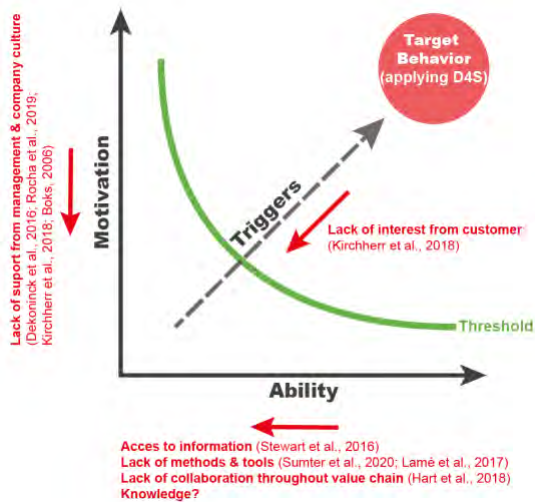 Target
Behavior
(applying D4S)
Lack of suport from management & company culture
(Dekoninck et al., 2016; Rocha et al., 2019;
Kirchherr et al., 2018; Boks, 2006)
Motivation
Triggers
Lack of interest from customer
(Kirchherr et al., 2018)
Threshold
Ability
Acces to information (Stewart et al., 2016)
Lack of methods & tools (Sumter et al., 2020; Lamé et al., 2017)
Lack of collaboration throughout value chain (Hart et al., 2018)
Knowledge?